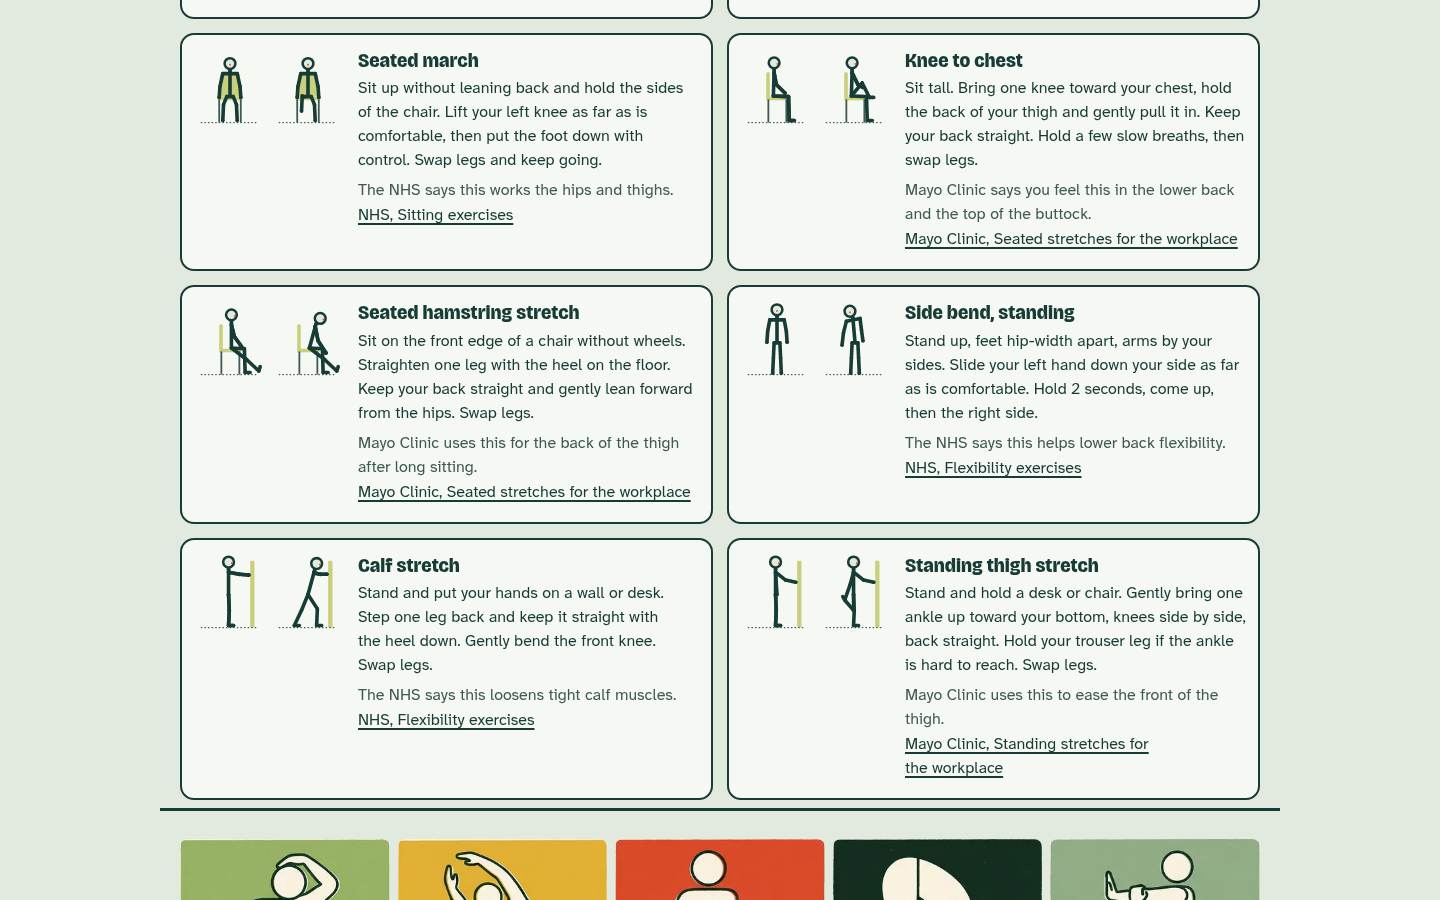 Seated march
Sit up without leaning back and hold the sides
of the chair. Lift your left knee as far as is
comfortable, then put the foot down with
control. Swap legs and keep going.
The NHS says this works the hips and thighs.
NHS, Sitting exercises
Knee to chest
Sit tall. Bring one knee toward your chest, hold
the back of your thigh and gently pull it in. Keep
your back straight. Hold a few slow breaths, then
swap legs.
Mayo Clinic says you feel this in the lower back
and the top of the buttock.
Mayo Clinic, Seated stretches for the workplace
Seated hamstring stretch
Sit on the front edge of a chair without wheels.
Straighten one leg with the heel on the floor.
Keep your back straight and gently lean forward
from the hips. Swap legs.
Mayo Clinic uses this for the back of the thigh
after long sitting.
Mayo Clinic, Seated stretches for the workplace
Side bend, standing
Stand up, feet hip-width apart, arms by your
sides. Slide your left hand down your side as far
as is comfortable. Hold 2 seconds, come up,
then the right side.
The NHS says this helps lower back flexibility.
NHS, Flexibility exercises
Calf stretch
Stand and put your hands on a wall or desk.
Step one leg back and keep it straight with
the heel down. Gently bend the front knee.
Swap legs.
The NHS says this loosens tight calf muscles.
NHS, Flexibility exercises
Standing thigh stretch
Stand and hold a desk or chair. Gently bring one
ankle up toward your bottom, knees side by side,
back straight. Hold your trouser leg if the ankle
is hard to reach. Swap legs.
Mayo Clinic uses this to ease the front of the
thigh.
Mayo Clinic, Standing stretches for
the workplace